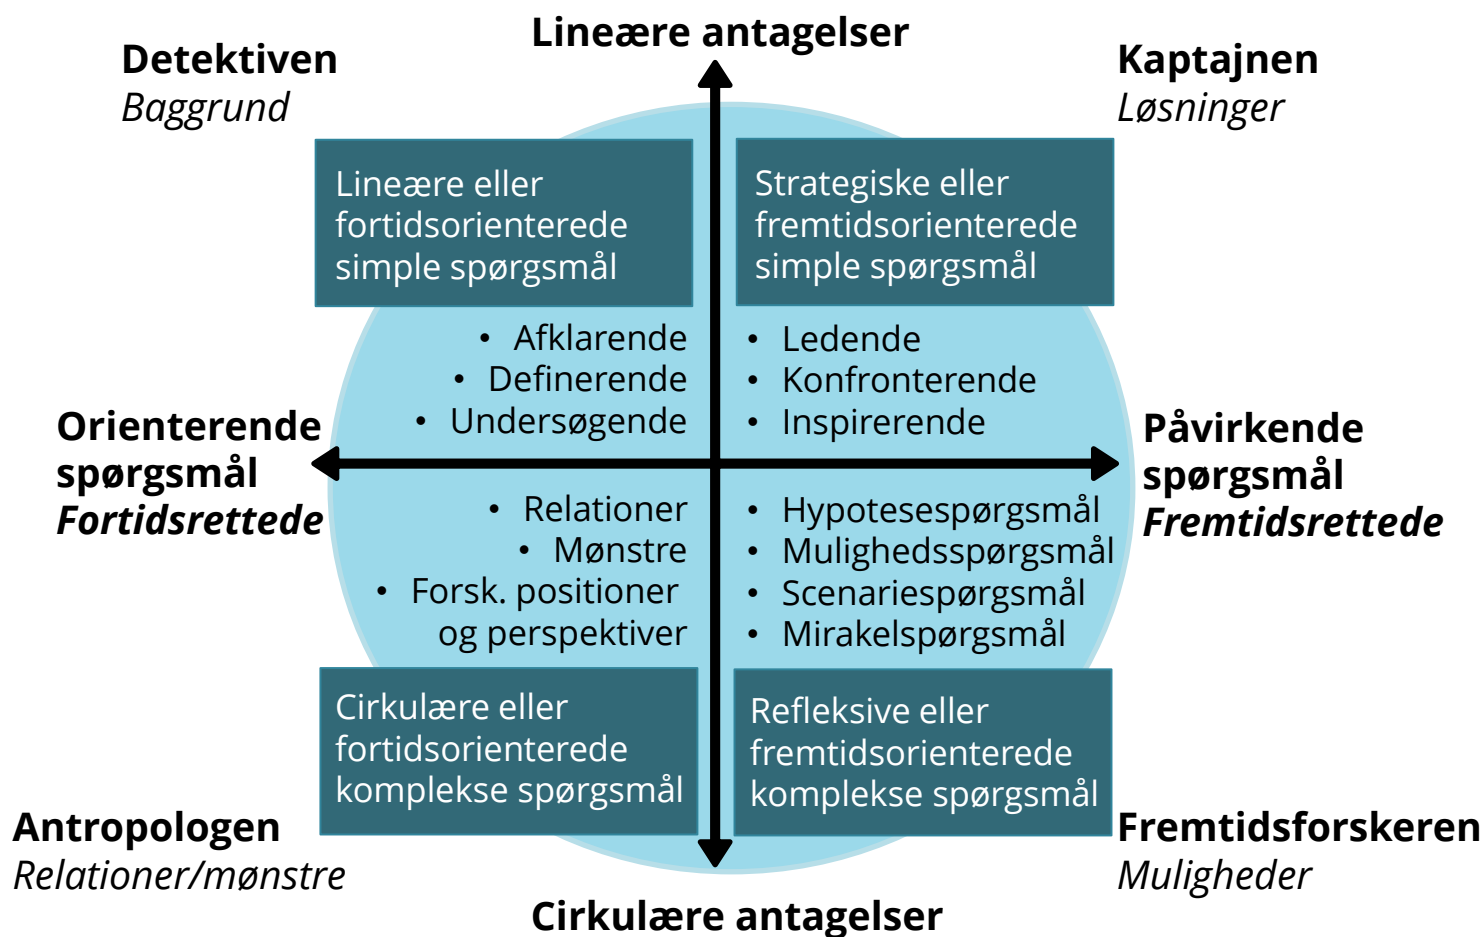 Lineære antagelser
Detektiven
Baggrund
Kaptajnen
Løsninger
Lineære eller
fortidsorienterede
simple spørgsmål
Strategiske eller
fremtidsorienterede
simple spørgsmål
• Afklarende
• Definerende
• Undersøgende
• Ledende
• Konfronterende
• Inspirerende
Orienterende
spørgsmål
Fortidsrettede
Påvirkende
spørgsmål
Fremtidsrettede
• Relationer
• Mønstre
• Forsk. positioner
og perspektiver
• Hypotesespørgsmål
• Mulighedsspørgsmål
• Scenariespørgsmål
• Mirakelspørgsmål
Cirkulære eller
fortidsorienterede
komplekse spørgsmål
Refleksive eller
fremtidsorienterede
komplekse spørgsmål
Antropologen
Relationer/mønstre
Fremtidsforskeren
Muligheder
Cirkulære antagelser